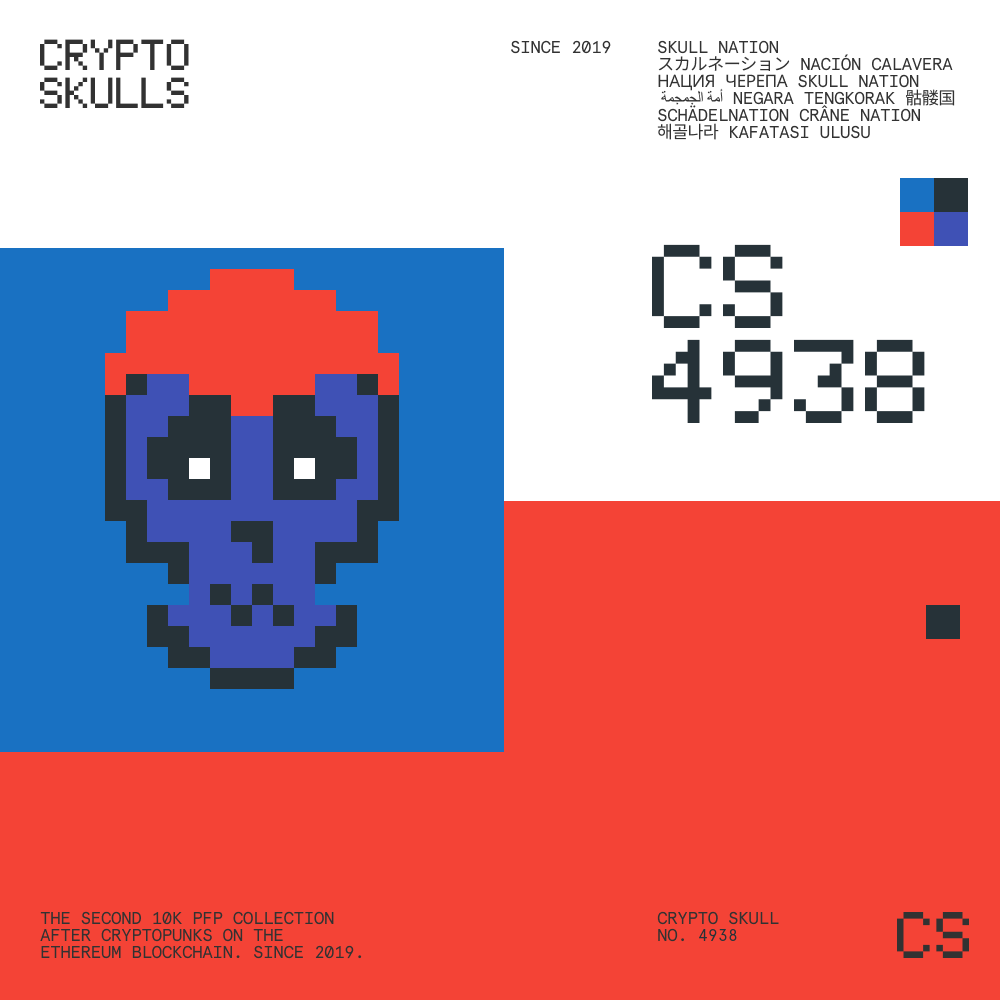 CRYPTO
SKULLS
SINCE 2019
SKULL NATION
スカルネーション NACIÓN CALAVERA
НАЦИЯ ЧЕРЕПА SKULL NATION
أمة الجمجمة NEGARA TENGKORAK 骷髅国
SCHÄDELNATION CRÂNE NATION
해골나라 KAFATASI ULUSU
CS
4938
THE SECOND 10K PFP COLLECTION
AFTER CRYPTOPUNKS ON THE
ETHEREUM BLOCKCHAIN. SINCE 2019.
CRYPTO SKULL
NO. 4938
CS